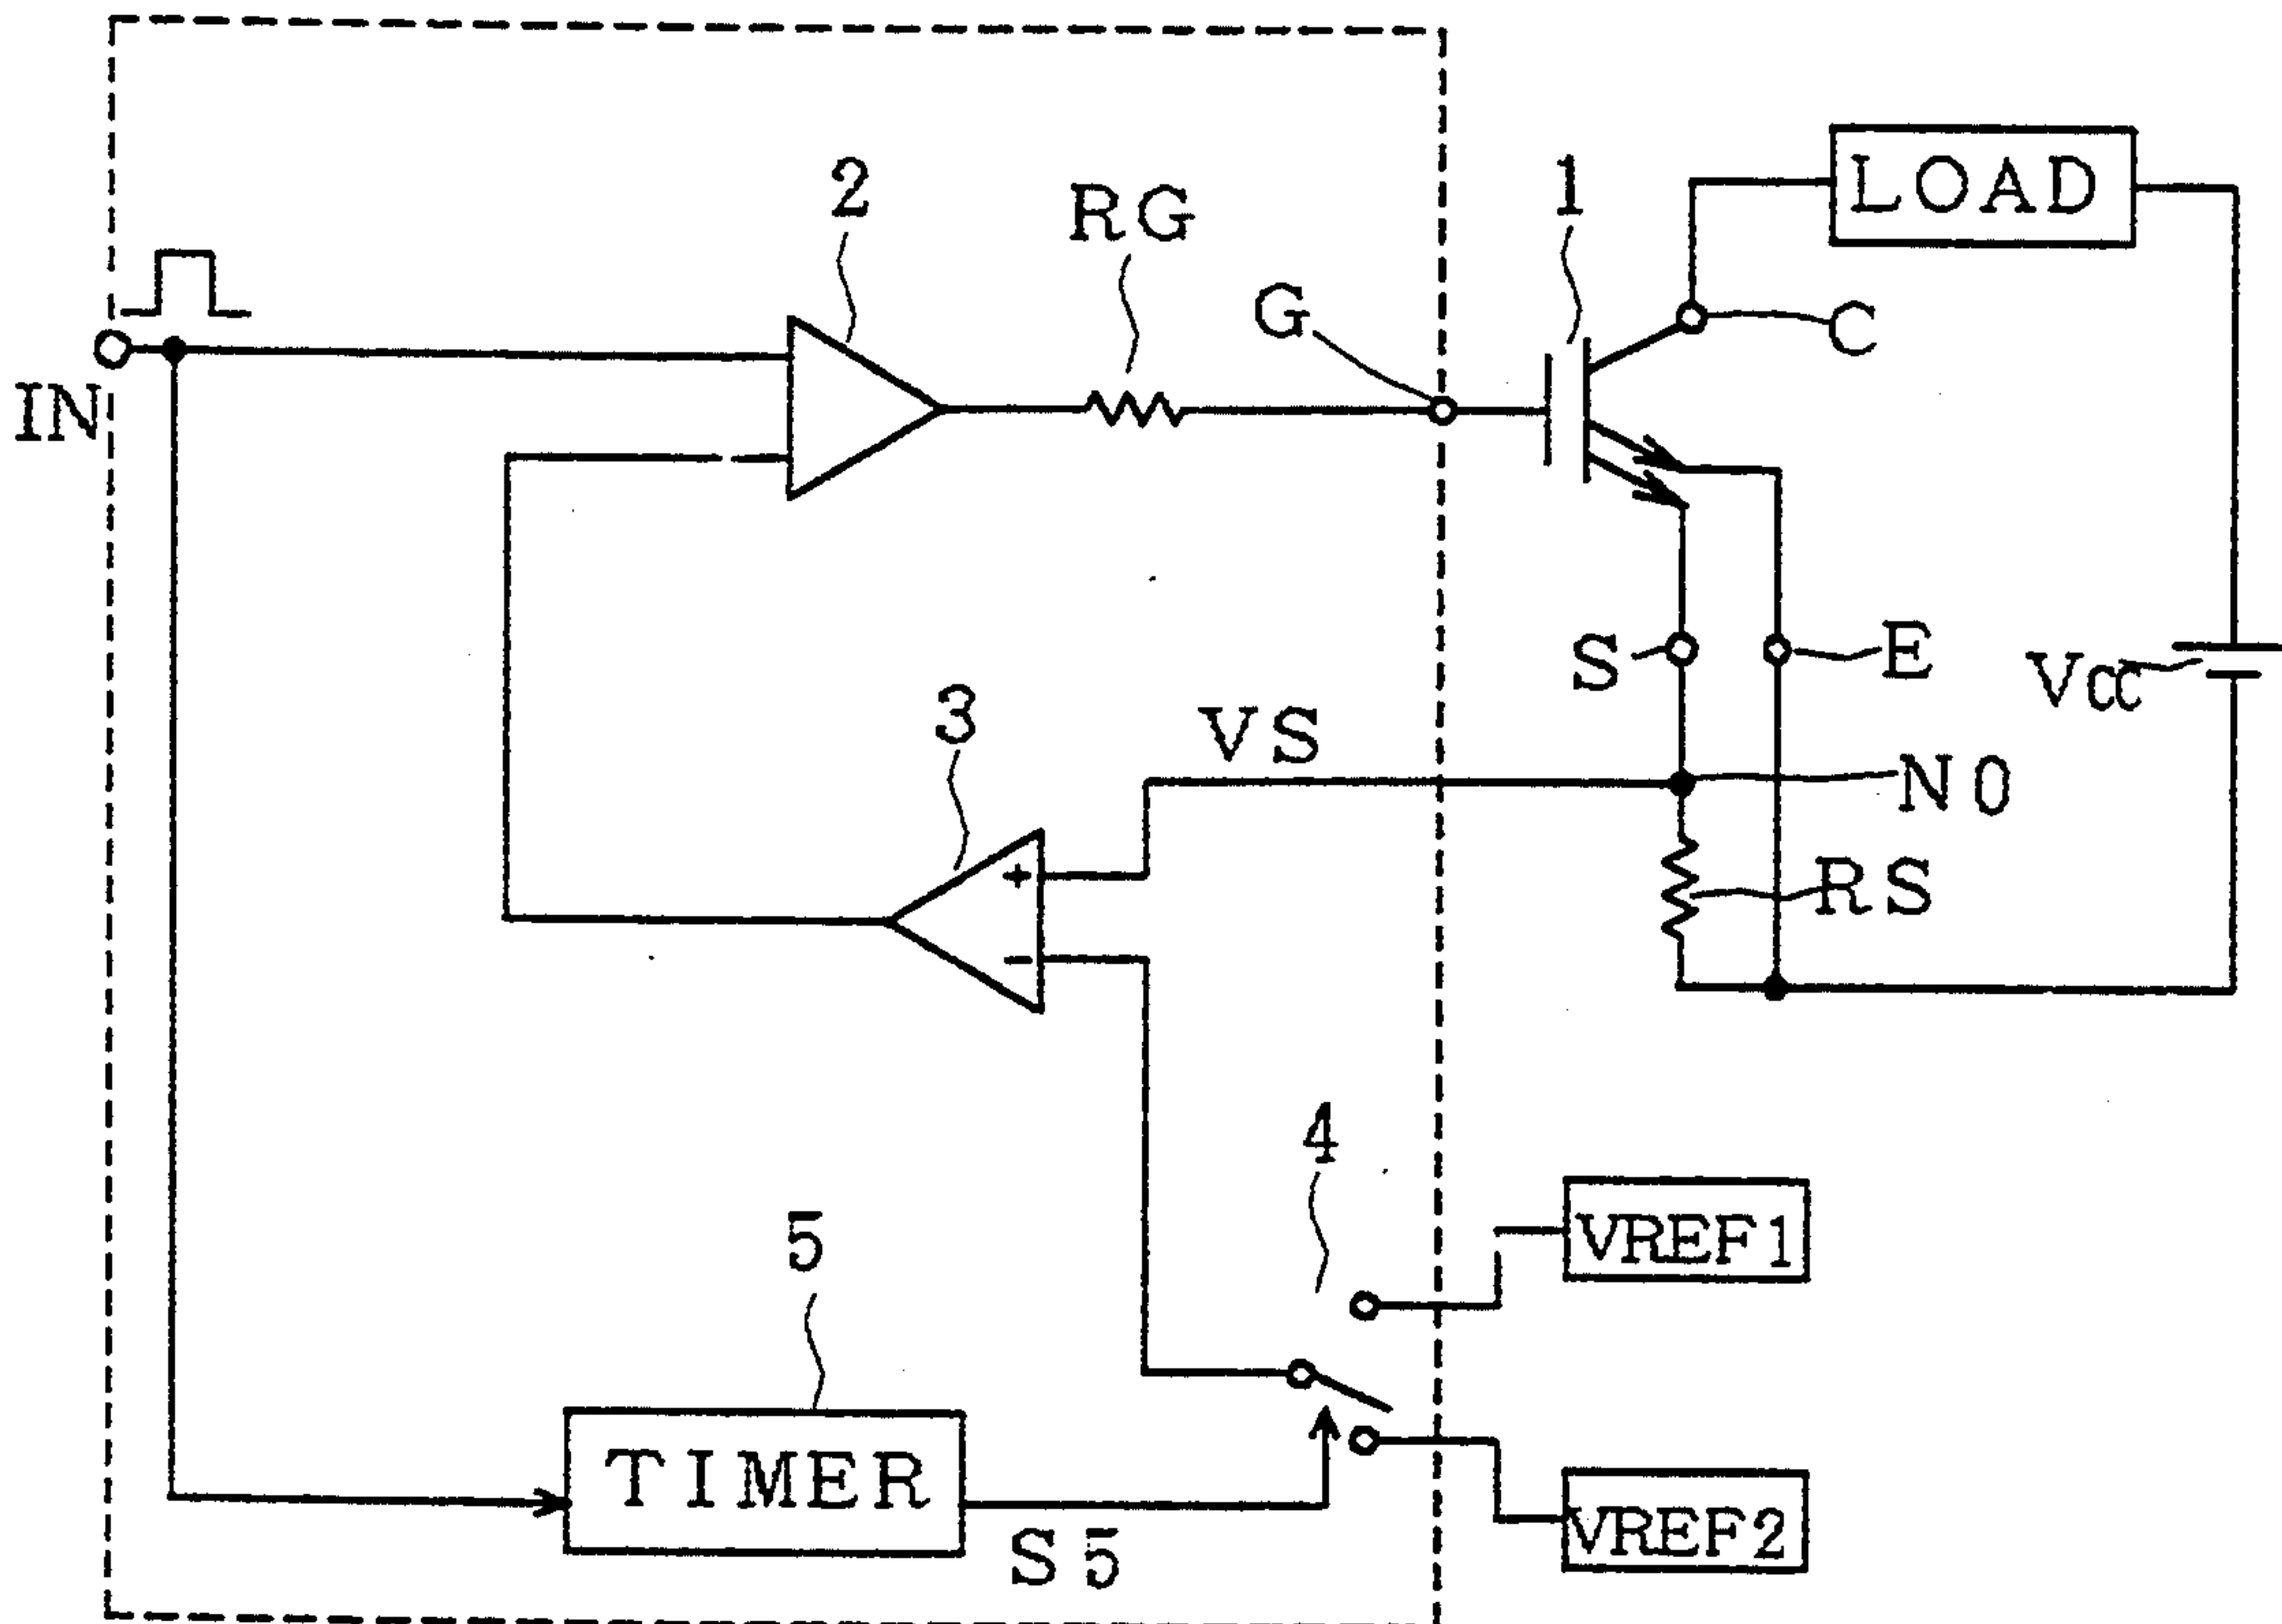 LOAD
2
RG
1
G
C
IN
S
E
VCC
3
VS
N0
+
RS
−
4
5
VREF1
TIMER
S5
VREF2